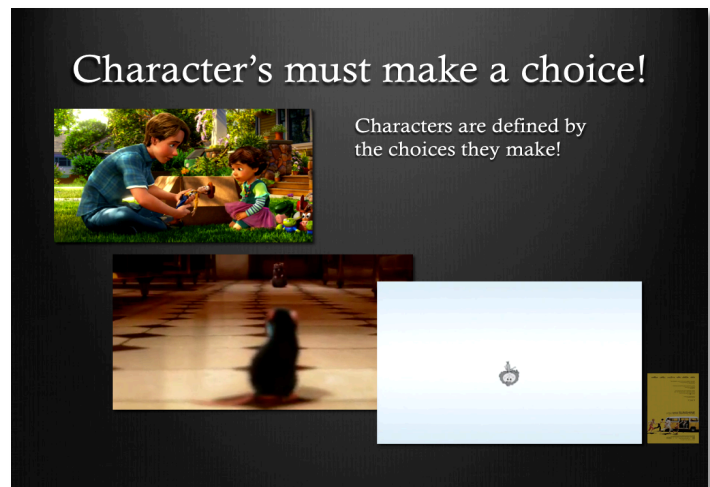 Character's must make a choice!
Characters are defined by
the choices they make!